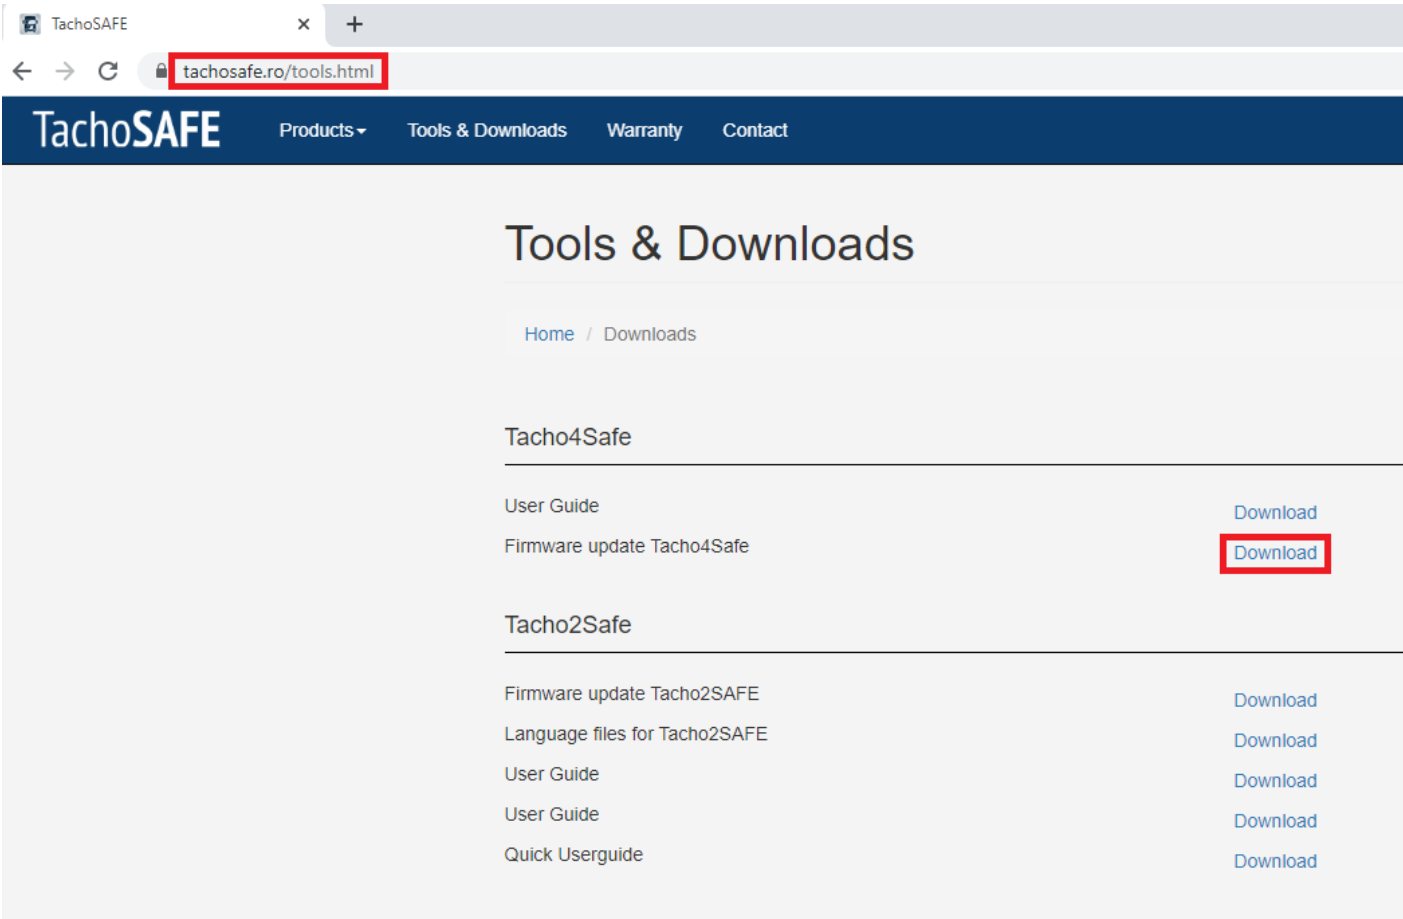 TachoSAFE
tachosafe.ro/tools.html
TachoSAFE Products Tools & Downloads Warranty Contact
Tools & Downloads
Home / Downloads
Tacho4Safe
User Guide Download
Firmware update Tacho4Safe Download
Tacho2Safe
Firmware update Tacho2SAFE Download
Language files for Tacho2SAFE Download
User Guide Download
User Guide Download
Quick Userguide Download